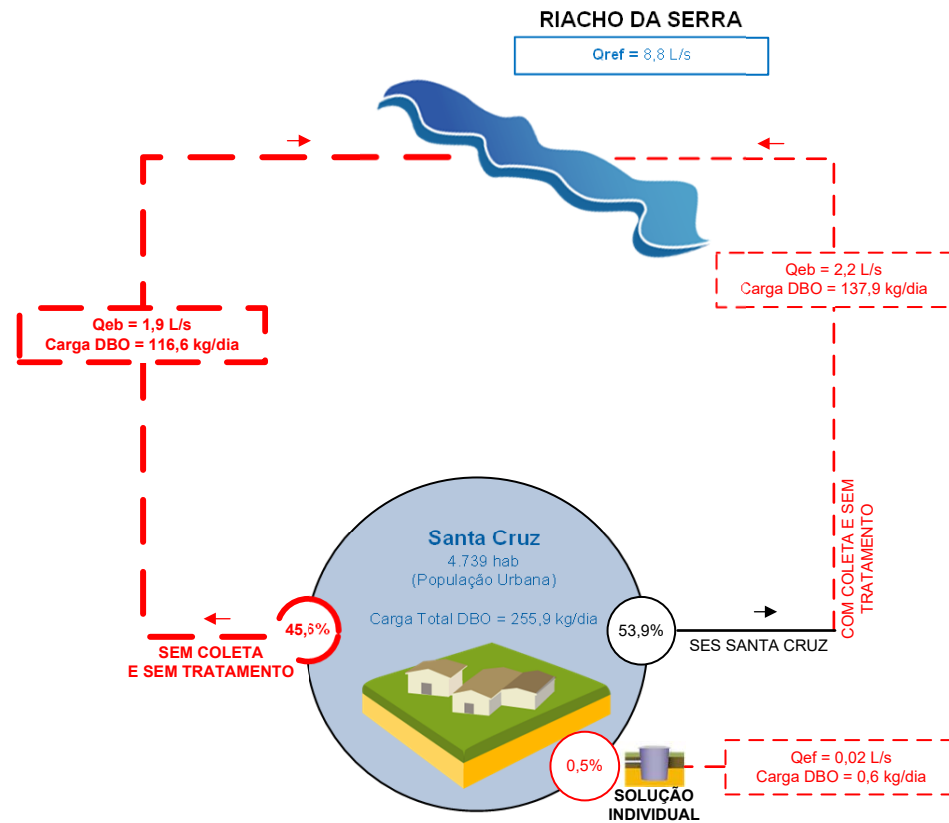 RIACHO DA SERRA
Qref = 8,8 L/s
Qeb = 2,2 L/s
Carga DBO = 137,9 kg/dia
Qeb = 1,9 L/s
Carga DBO = 116,6 kg/dia
COM COLETA E SEM
TRATAMENTO
Santa Cruz
4.739 hab
(População Urbana)
Carga Total DBO = 255,9 kg/dia
45,6%
53,9%
SEM COLETA
E SEM TRATAMENTO
SES SANTA CRUZ
0,5%
SOLUÇÃO
INDIVIDUAL
Qef = 0,02 L/s
Carga DBO = 0,6 kg/dia